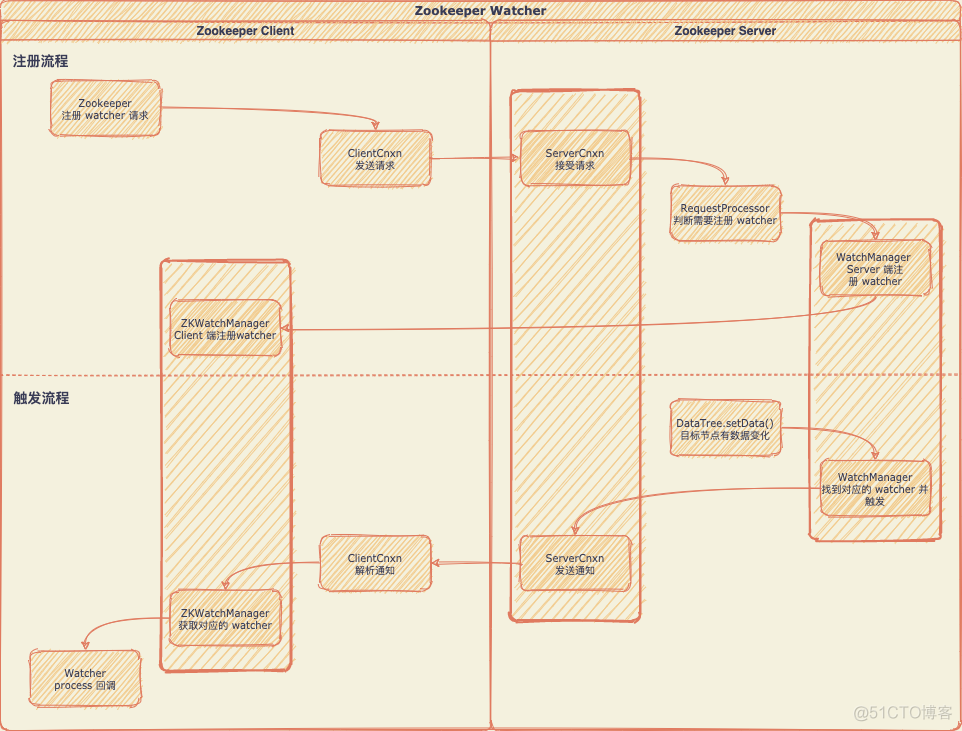 Zookeeper Watcher
Zookeeper Client
Zookeeper Server
注册流程
Zookeeper
注册 watcher 请求
ClientCnxn
发送请求
ServerCnxn
接受请求
RequestProcessor
判断需要注册 watcher
WatchManager
Server 端注
册 watcher
ZKWatchManager
Client 端注册watcher
触发流程
DataTree.setData()
目标节点有数据变化
WatchManager
找到对应的 watcher 并
触发
ServerCnxn
发送通知
ClientCnxn
解析通知
ZKWatchManager
获取对应的 watcher
Watcher
process 回调
@51CTO博客